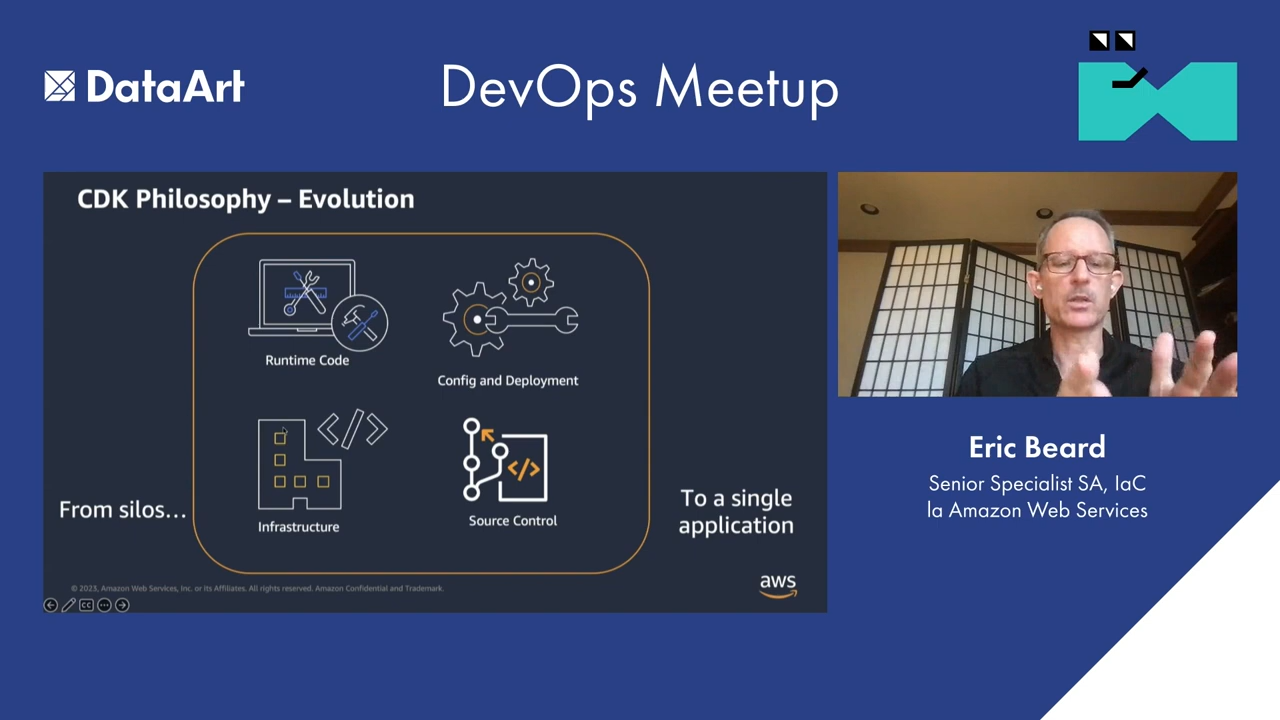 DataArt
DevOps Meetup
CDK Philosophy – Evolution
Runtime Code
Config and Deployment
From silos...
Infrastructure
Source Control
To a single
application
© 2023, Amazon Web Services, Inc. or its Affiliates. All rights reserved. Amazon Confidential and Trademark.
aws
CC
Eric Beard
Senior Specialist SA, IaC
la Amazon Web Services